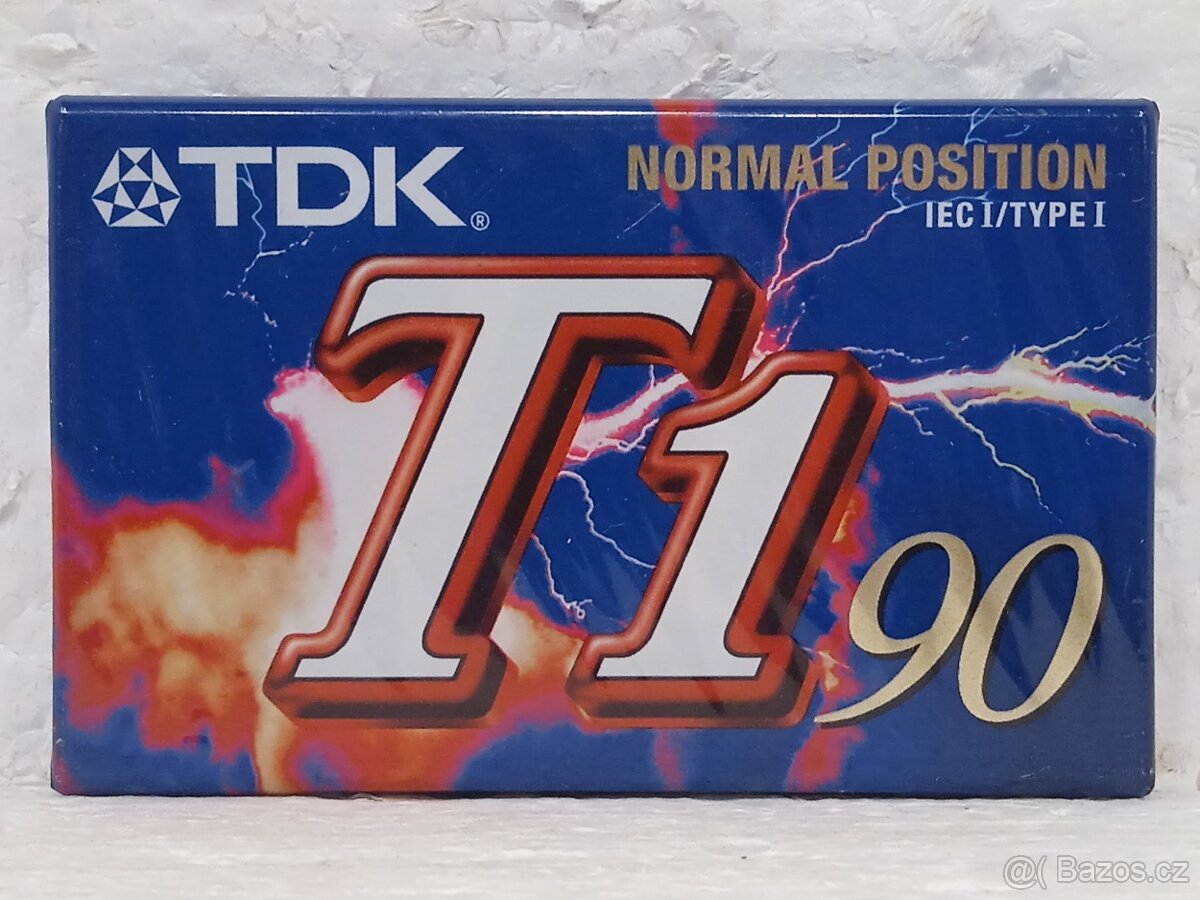 TDK®
NORMAL POSITION
IEC I/TYPE I
T1
90
@( Bazos.cz